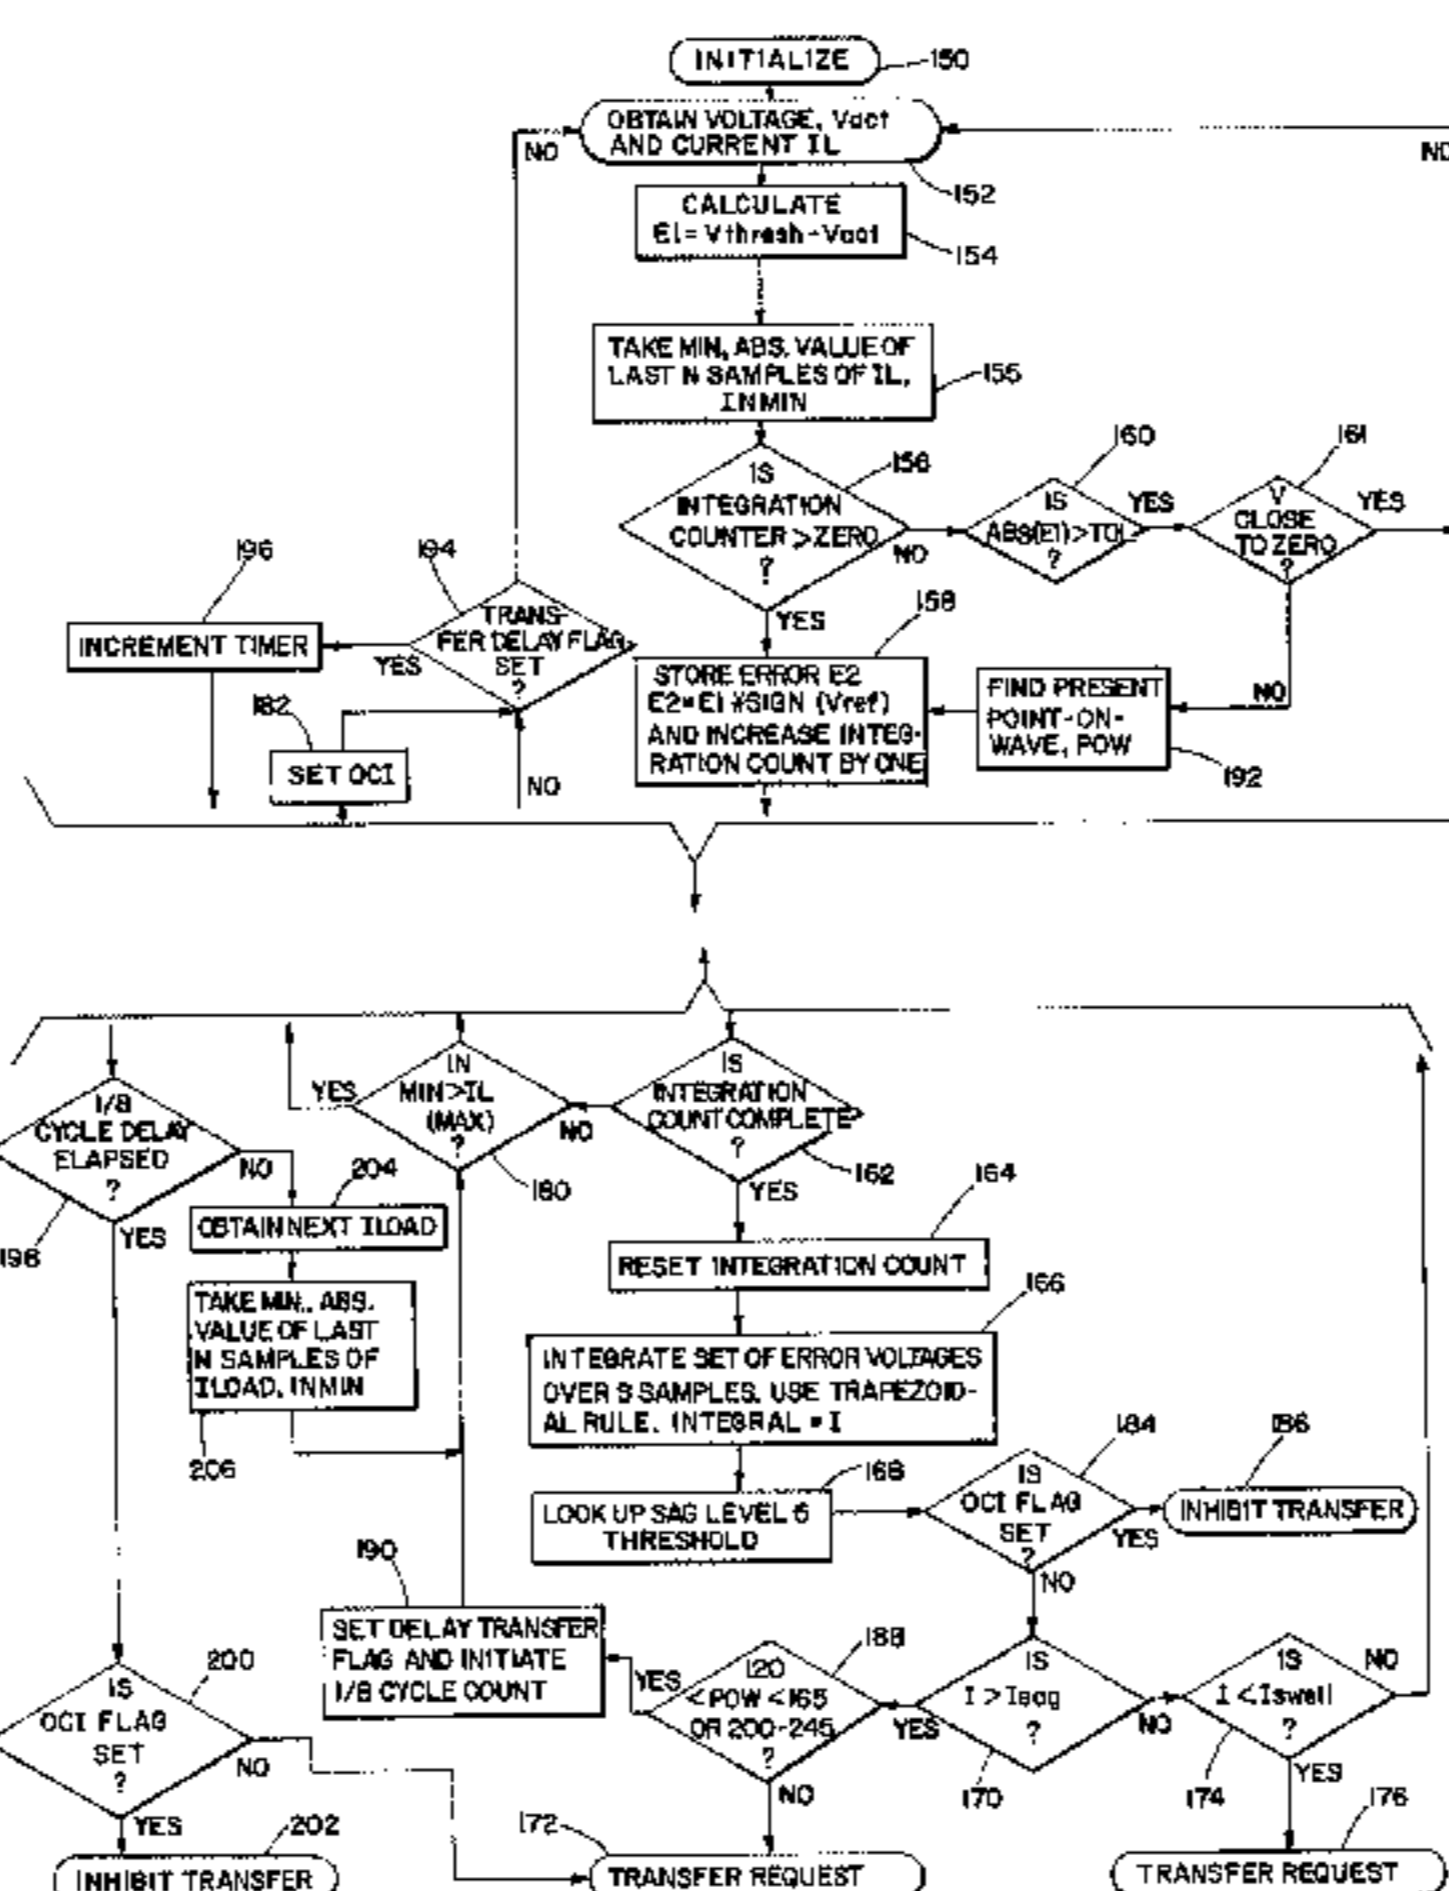 INITIALIZE
150
OBTAIN VOLTAGE, Vact
AND CURRENT IL
NO
NO
152
CALCULATE
E1= Vthresh-Vact
154
TAKE MIN, ABS. VALUE OF
LAST N SAMPLES OF IL,
INMIN
155
IS
INTEGRATION
COUNTER >ZERO
?
156
NO
YES
160
IS
ABS(E1)>TOL
?
YES
161
V
CLOSE
TO ZERO
?
YES
NO
196
INCREMENT TIMER
194
TRANS-
FER DELAY FLAG
SET
?
YES
158
STORE ERROR E2
E2=E1*SIGN (Vref)
AND INCREASE INTEG-
RATION COUNT BY ONE
FIND PRESENT
POINT-ON-
WAVE, POW
192
182
SET OCI
NO
1/8
CYCLE DELAY
ELAPSED
?
NO
YES
198
YES
IN
MIN>IL
(MAX)
?
180
NO
IS
INTEGRATION
COUNT COMPLETE
?
162
YES
204
OBTAIN NEXT ILOAD
TAKE MIN., ABS.
VALUE OF LAST
N SAMPLES OF
ILOAD, INMIN
206
164
RESET INTEGRATION COUNT
166
INTEGRATE SET OF ERROR VOLTAGES
OVER S SAMPLES. USE TRAPEZOID-
AL RULE. INTEGRAL = I
168
LOOK UP SAG LEVEL 6
THRESHOLD
184
IS
OCI FLAG
SET
?
YES
NO
186
INHIBIT TRANSFER
190
SET DELAY TRANSFER
FLAG AND INITIATE
1/8 CYCLE COUNT
188
YES
120
<POW <165
OR 200-245
?
NO
IS
I > Isag
?
YES
NO
170
IS
I < Iswell
?
NO
YES
174
176
TRANSFER REQUEST
200
IS
OCI FLAG
SET
?
NO
YES
202
INHIBIT TRANSFER
172
TRANSFER REQUEST